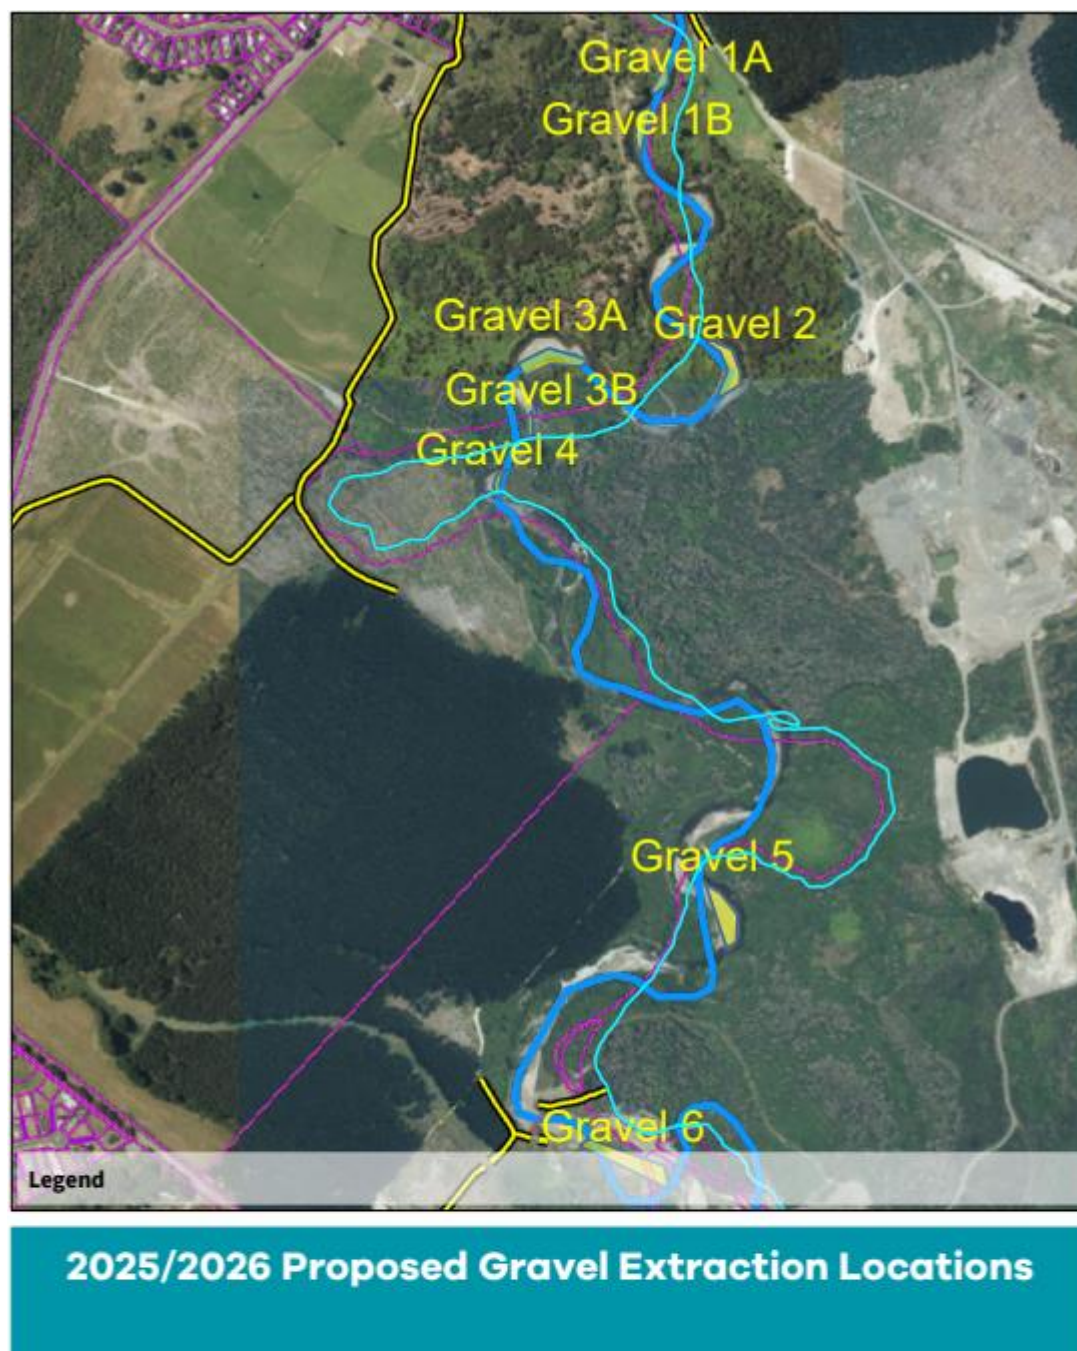 Gravel 1A
Gravel 1B
Gravel 3A
Gravel 2
Gravel 3B
Gravel 4
Gravel 5
Gravel 6
Legend
2025/2026 Proposed Gravel Extraction Locations